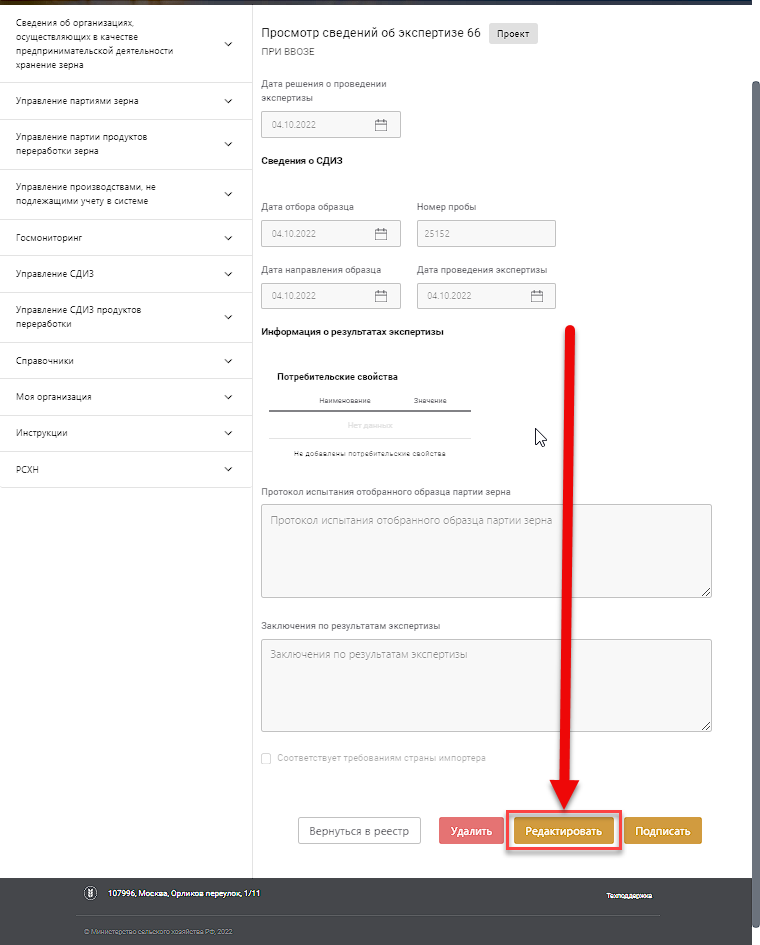 Сведения об организациях,
осуществляющих в качестве
предпринимательской деятельности
хранение зерна
Управление партиями зерна
Управление партии продуктов
переработки зерна
Управление производствами, не
подлежащими учету в системе
Госмониторинг
Управление СДИЗ
Управление СДИЗ продуктов
переработки
Справочники
Моя организация
Инструкции
РСХН
Просмотр сведений об экспертизе 66 Проект
ПРИ ВВОЗЕ
Дата решения о проведении
экспертизы
04.10.2022
Сведения о СДИЗ
Дата отбора образца Номер пробы
04.10.2022 25152
Дата направления образца Дата проведения экспертизы
04.10.2022 04.10.2022
Информация о результатах экспертизы
Потребительские свойства
Наименование Значение
Нет данных
Не добавлены потребительские свойства
Протокол испытания отобранного образца партии зерна
Протокол испытания отобранного образца партии зерна
Заключения по результатам экспертизы
Заключения по результатам экспертизы
Соответствует требованиям страны импортера
Вернуться в реестр Удалить Редактировать Подписать
107996, Москва, Орликов переулок, 1/11 Техподдержка
© Министерство сельского хозяйства РФ, 2022